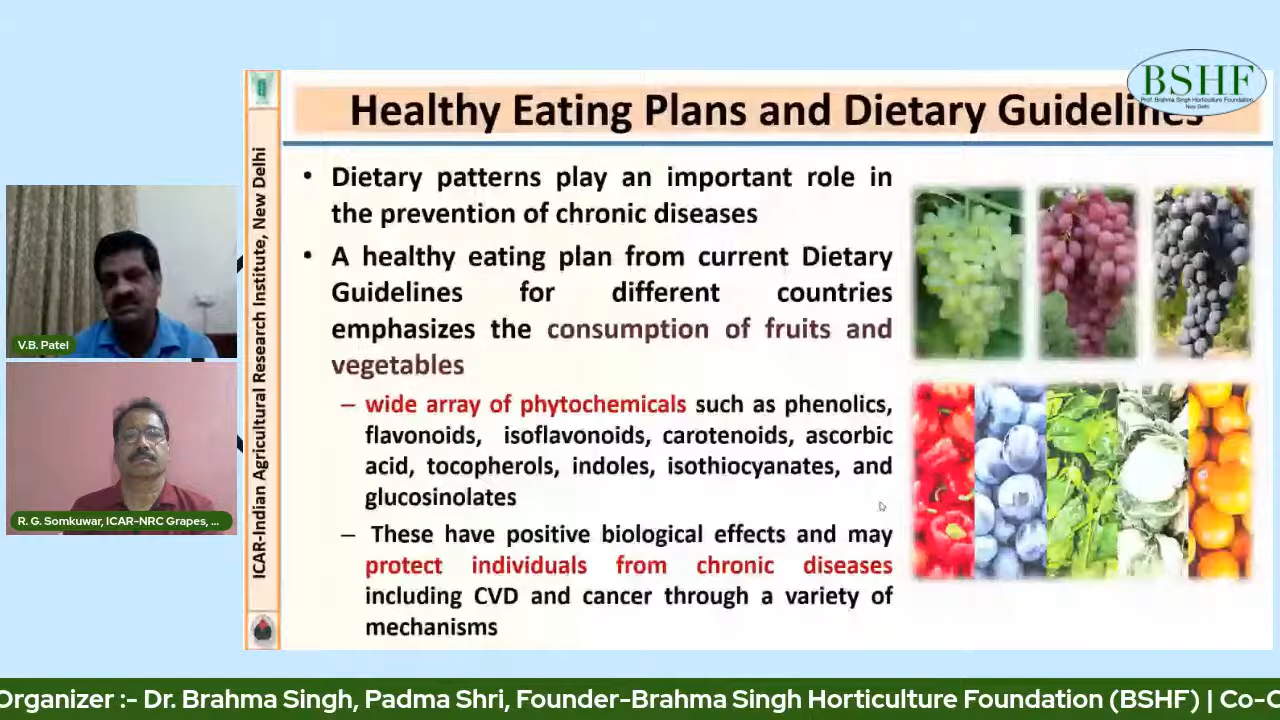 BSHF
Prof. Brahma Singh Horticulture Foundation
New Delhi
Healthy Eating Plans and Dietary Guidelines
ICAR-Indian Agricultural Research Institute, New Delhi
• Dietary patterns play an important role in
the prevention of chronic diseases
• A healthy eating plan from current Dietary
Guidelines for different countries
emphasizes the consumption of fruits and
vegetables
– wide array of phytochemicals such as phenolics,
flavonoids, isoflavonoids, carotenoids, ascorbic
acid, tocopherols, indoles, isothiocyanates, and
glucosinolates
– These have positive biological effects and may
protect individuals from chronic diseases
including CVD and cancer through a variety of
mechanisms
V.B. Patel
R. G. Somkuwar, ICAR-NRC Grapes, ...
Organizer :- Dr. Brahma Singh, Padma Shri, Founder-Brahma Singh Horticulture Foundation (BSHF) | Co-O